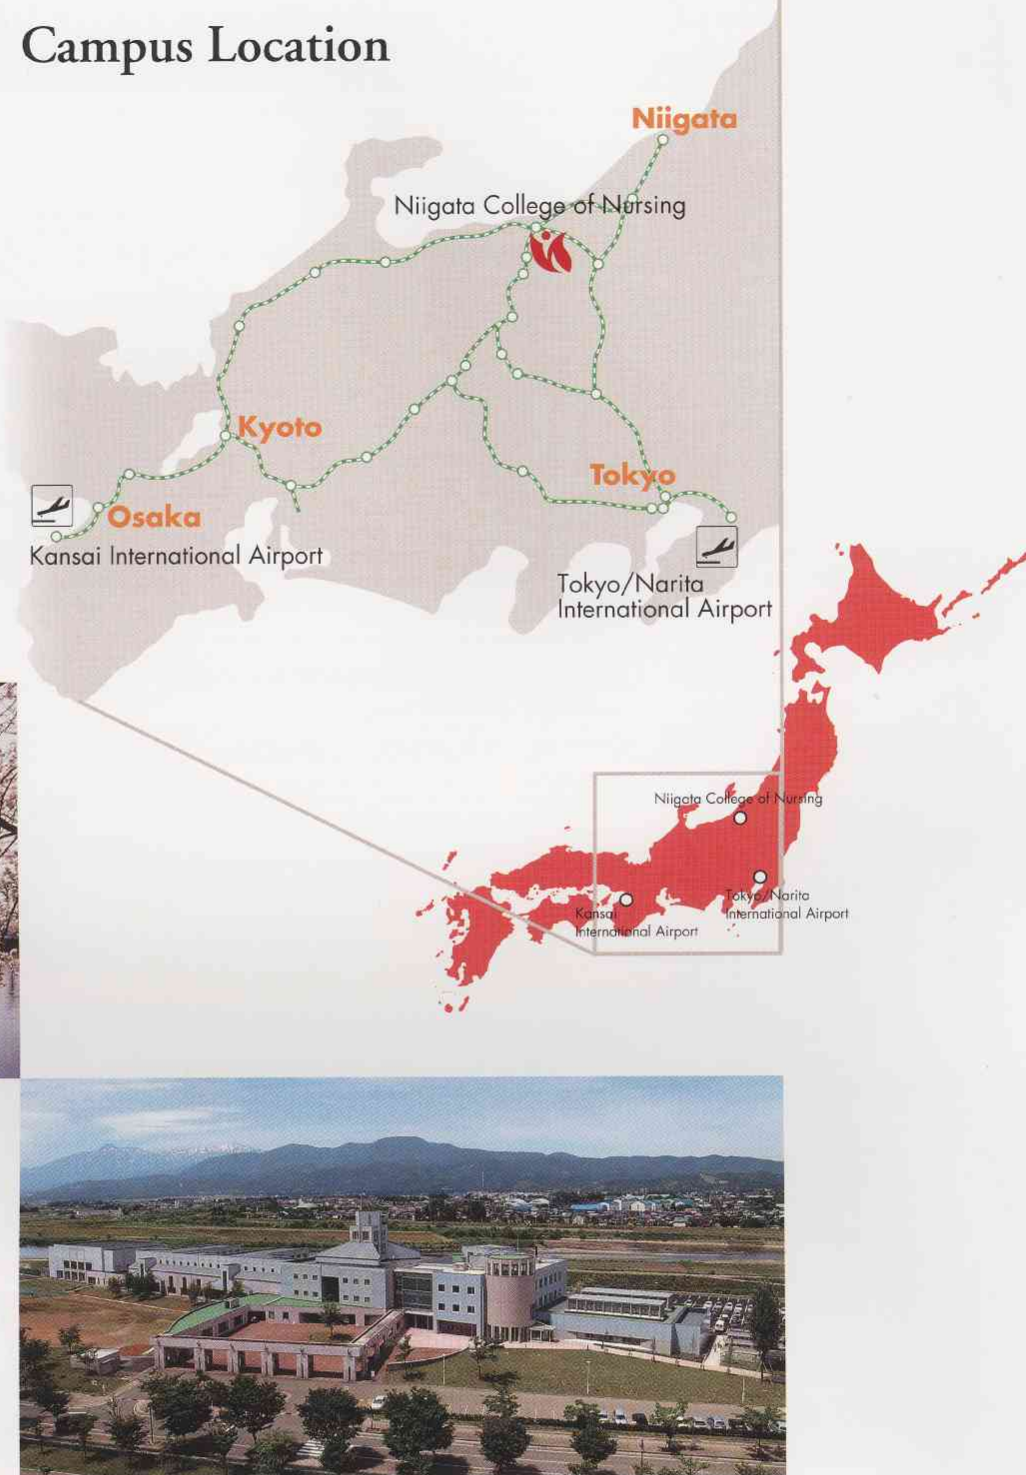 Campus Location
Niigata
Niigata College of Nursing
Kyoto
Tokyo
Osaka
Kansai International Airport
Tokyo/Narita
International Airport
Niigata College of Nursing
Tokyo/Narita
International Airport
Kansai
International Airport